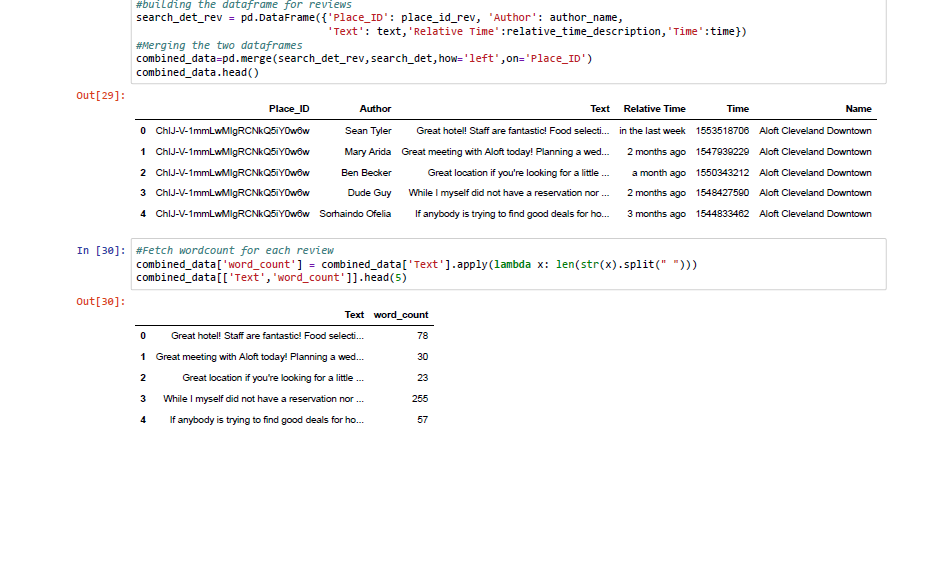 #building the dataframe for reviews
search_det_rev = pd.DataFrame({'Place_ID': place_id_rev, 'Author': author_name,
'Text': text,'Relative Time':relative_time_description,'Time':time})
#Merging the two dataframes
combined_data=pd.merge(search_det_rev,search_det,how='left',on='Place_ID')
combined_data.head()
Out[29]:
Place_ID Author Text Relative Time Time Name
0 ChIJ-V-1mmLwMIgRCNkQ5iY0w6w Sean Tyler Great hotel! Staff are fantastic! Food selecti... in the last week 1553518706 Aloft Cleveland Downtown
1 ChIJ-V-1mmLwMIgRCNkQ5iY0w6w Mary Arida Great meeting with Aloft today! Planning a wed... 2 months ago 1547939229 Aloft Cleveland Downtown
2 ChIJ-V-1mmLwMIgRCNkQ5iY0w6w Ben Becker Great location if you're looking for a little ... a month ago 1550343212 Aloft Cleveland Downtown
3 ChIJ-V-1mmLwMIgRCNkQ5iY0w6w Dude Guy While I myself did not have a reservation nor ... 2 months ago 1548427590 Aloft Cleveland Downtown
4 ChIJ-V-1mmLwMIgRCNkQ5iY0w6w Sorhaindo Ofelia If anybody is trying to find good deals for ho... 3 months ago 1544833462 Aloft Cleveland Downtown
In [30]: #Fetch wordcount for each review
combined_data['word_count'] = combined_data['Text'].apply(lambda x: len(str(x).split(" ")))
combined_data[['Text','word_count']].head(5)
Out[30]:
Text word_count
0 Great hotel! Staff are fantastic! Food selecti... 78
1 Great meeting with Aloft today! Planning a wed... 30
2 Great location if you're looking for a little ... 23
3 While I myself did not have a reservation nor ... 255
4 If anybody is trying to find good deals for ho... 57